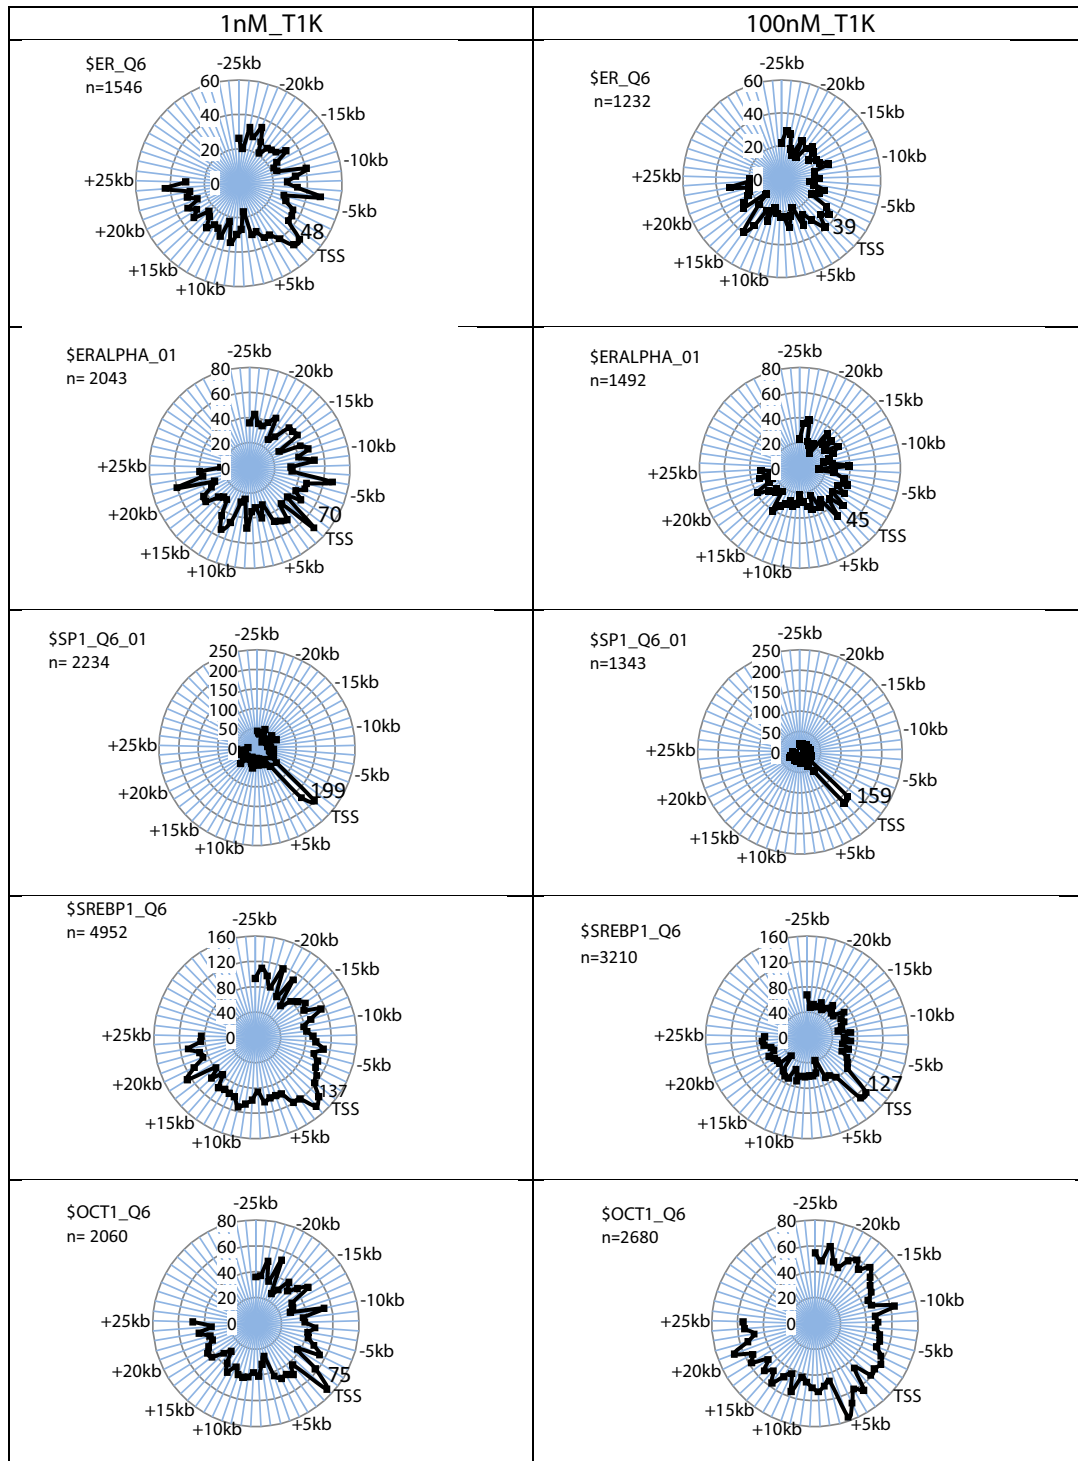 1nM_T1K
100nM_T1K
$ER_Q6
n=1546
-25kb
-20kb
-15kb
-10kb
-5kb
TSS
+5kb
+10kb
+15kb
+20kb
+25kb
60
40
20
0
48
$ER_Q6
n=1232
-25kb
-20kb
-15kb
-10kb
-5kb
TSS
+5kb
+10kb
+15kb
+20kb
+25kb
60
40
20
0
39
$ERALPHA_01
n= 2043
-25kb
-20kb
-15kb
-10kb
-5kb
TSS
+5kb
+10kb
+15kb
+20kb
+25kb
80
60
40
20
0
70
$ERALPHA_01
n=1492
-25kb
-20kb
-15kb
-10kb
-5kb
TSS
+5kb
+10kb
+15kb
+20kb
+25kb
80
60
40
20
0
45
$SP1_Q6_01
n= 2234
-25kb
-20kb
-15kb
-10kb
-5kb
TSS
+5kb
+10kb
+15kb
+20kb
+25kb
250
200
150
100
50
0
199
$SP1_Q6_01
n=1343
-25kb
-20kb
-15kb
-10kb
-5kb
TSS
+5kb
+10kb
+15kb
+20kb
+25kb
250
200
150
100
50
0
159
$SREBP1_Q6
n= 4952
-25kb
-20kb
-15kb
-10kb
-5kb
TSS
+5kb
+10kb
+15kb
+20kb
+25kb
160
120
80
40
0
137
$SREBP1_Q6
n=3210
-25kb
-20kb
-15kb
-10kb
-5kb
TSS
+5kb
+10kb
+15kb
+20kb
+25kb
160
120
80
40
0
127
$OCT1_Q6
n= 2060
-25kb
-20kb
-15kb
-10kb
-5kb
TSS
+5kb
+10kb
+15kb
+20kb
+25kb
80
60
40
20
0
75
$OCT1_Q6
n=2680
-25kb
-20kb
-15kb
-10kb
-5kb
TSS
+5kb
+10kb
+15kb
+20kb
+25kb
80
60
40
20
0